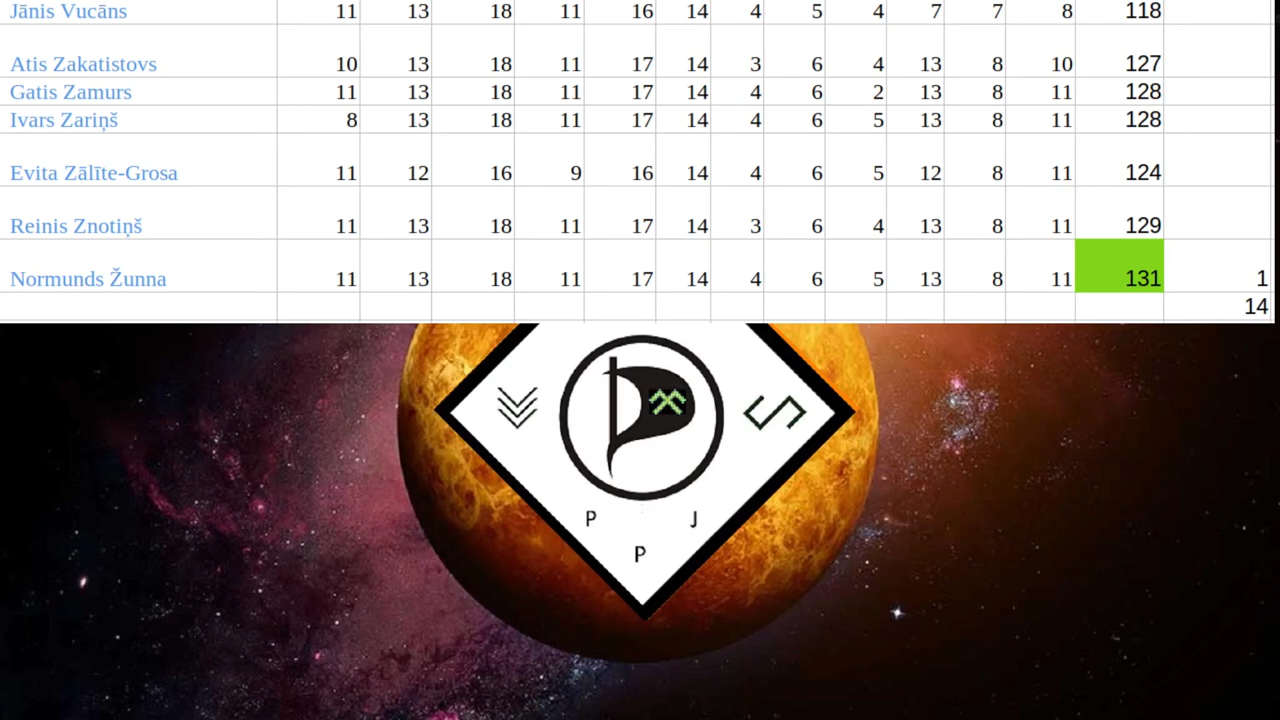 Jānis Vucāns 11 13 18 11 16 14 4 5 4 7 7 8 118
Atis Zakatistovs 10 13 18 11 17 14 3 6 4 13 8 10 127
Gatis Zamurs 11 13 18 11 17 14 4 6 2 13 8 11 128
Ivars Zariņš 8 13 18 11 17 14 4 6 5 13 8 11 128
Evita Zālīte-Grosa 11 12 16 9 16 14 4 6 5 12 8 11 124
Reinis Znotiņš 11 13 18 11 17 14 3 6 4 13 8 11 129
Normunds Žunna 11 13 18 11 17 14 4 6 5 13 8 11 131 1
14
P J
P